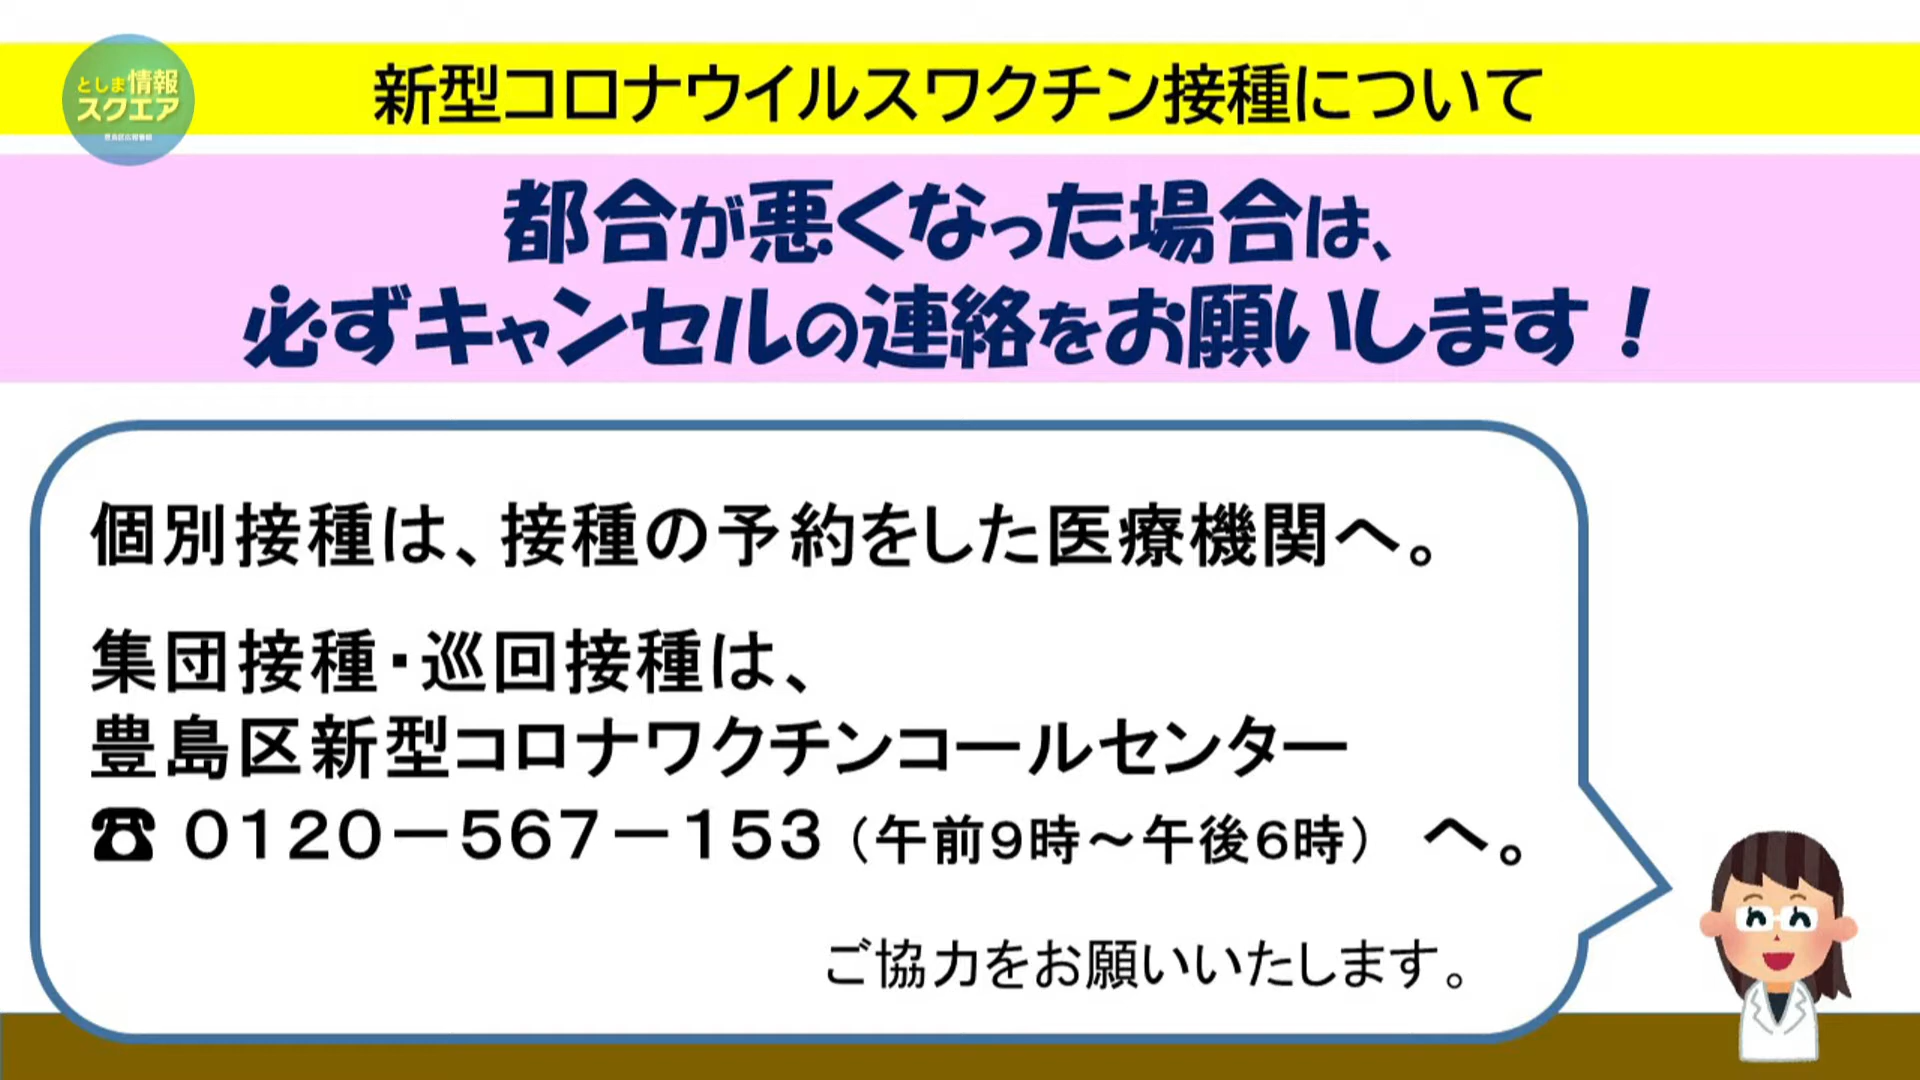 としま情報
スクエア
新型コロナウイルスワクチン接種について
都合が悪くなった場合は、
必ずキャンセルの連絡をお願いします！
個別接種は、接種の予約をした医療機関へ。
集団接種・巡回接種は、
豊島区新型コロナワクチンコールセンター
☎ 0120－567－153（午前9時～午後6時） へ。
ご協力をお願いいたします。